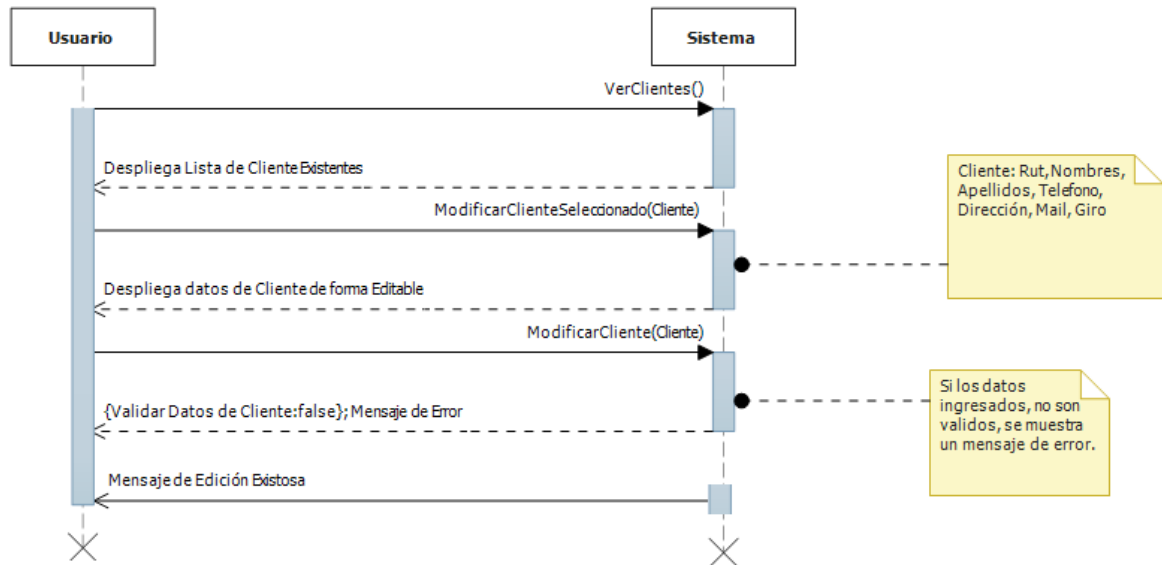 Usuario
Sistema
VerClientes()
Despliega Lista de Cliente Existentes
Cliente: Rut, Nombres,
Apellidos, Telefono,
Dirección, Mail, Giro
ModificarClienteSeleccionado(Cliente)
Despliega datos de Cliente de forma Editable
ModificarCliente(Cliente)
{Validar Datos de Cliente:false}; Mensaje de Error
Si los datos
ingresados, no son
validos, se muestra
un mensaje de error.
Mensaje de Edición Existosa